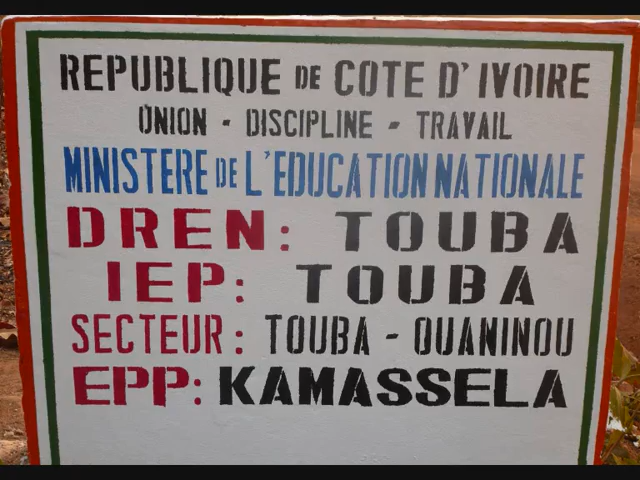 REPUBLIQUE DE COTE D'IVOIRE
UNION - DISCIPLINE - TRAVAIL
MINISTERE DE L'EDUCATION NATIONALE
DREN: TOUBA
IEP: TOUBA
SECTEUR: TOUBA - OUANINOU
EPP: KAMASSELA